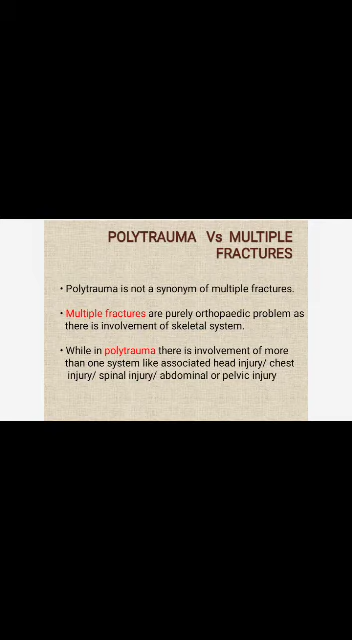 POLYTRAUMA Vs MULTIPLE
FRACTURES
• Polytrauma is not a synonym of multiple fractures.
• Multiple fractures are purely orthopaedic problem as
there is involvement of skeletal system.
• While in polytrauma there is involvement of more
than one system like associated head injury/ chest
injury/ spinal injury/ abdominal or pelvic injury